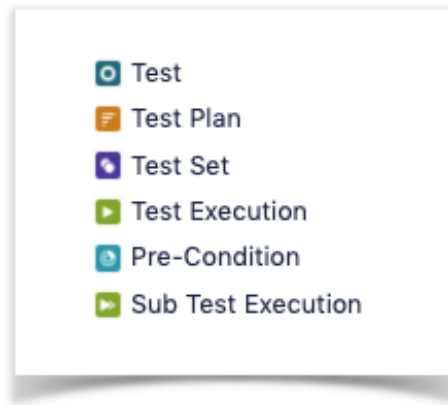 Test
Test Plan
Test Set
Test Execution
Pre-Condition
Sub Test Execution